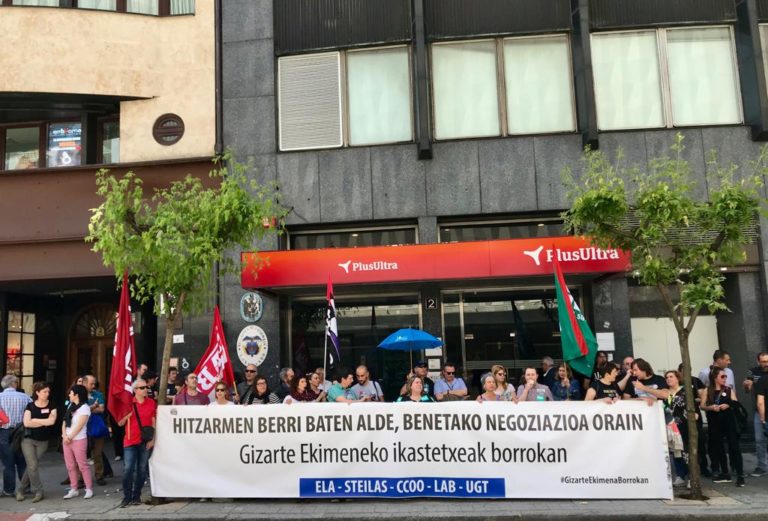 PlusUltra
PlusUltra
2
HITZARMEN BERRI BATEN ALDE, BENETAKO NEGOZIAZIOA ORAIN
Gizarte Ekimeneko ikastetxeak borrokan
ELA - STEILAS - CCOO - LAB - UGT
#GizarteEkimenaBorrokan